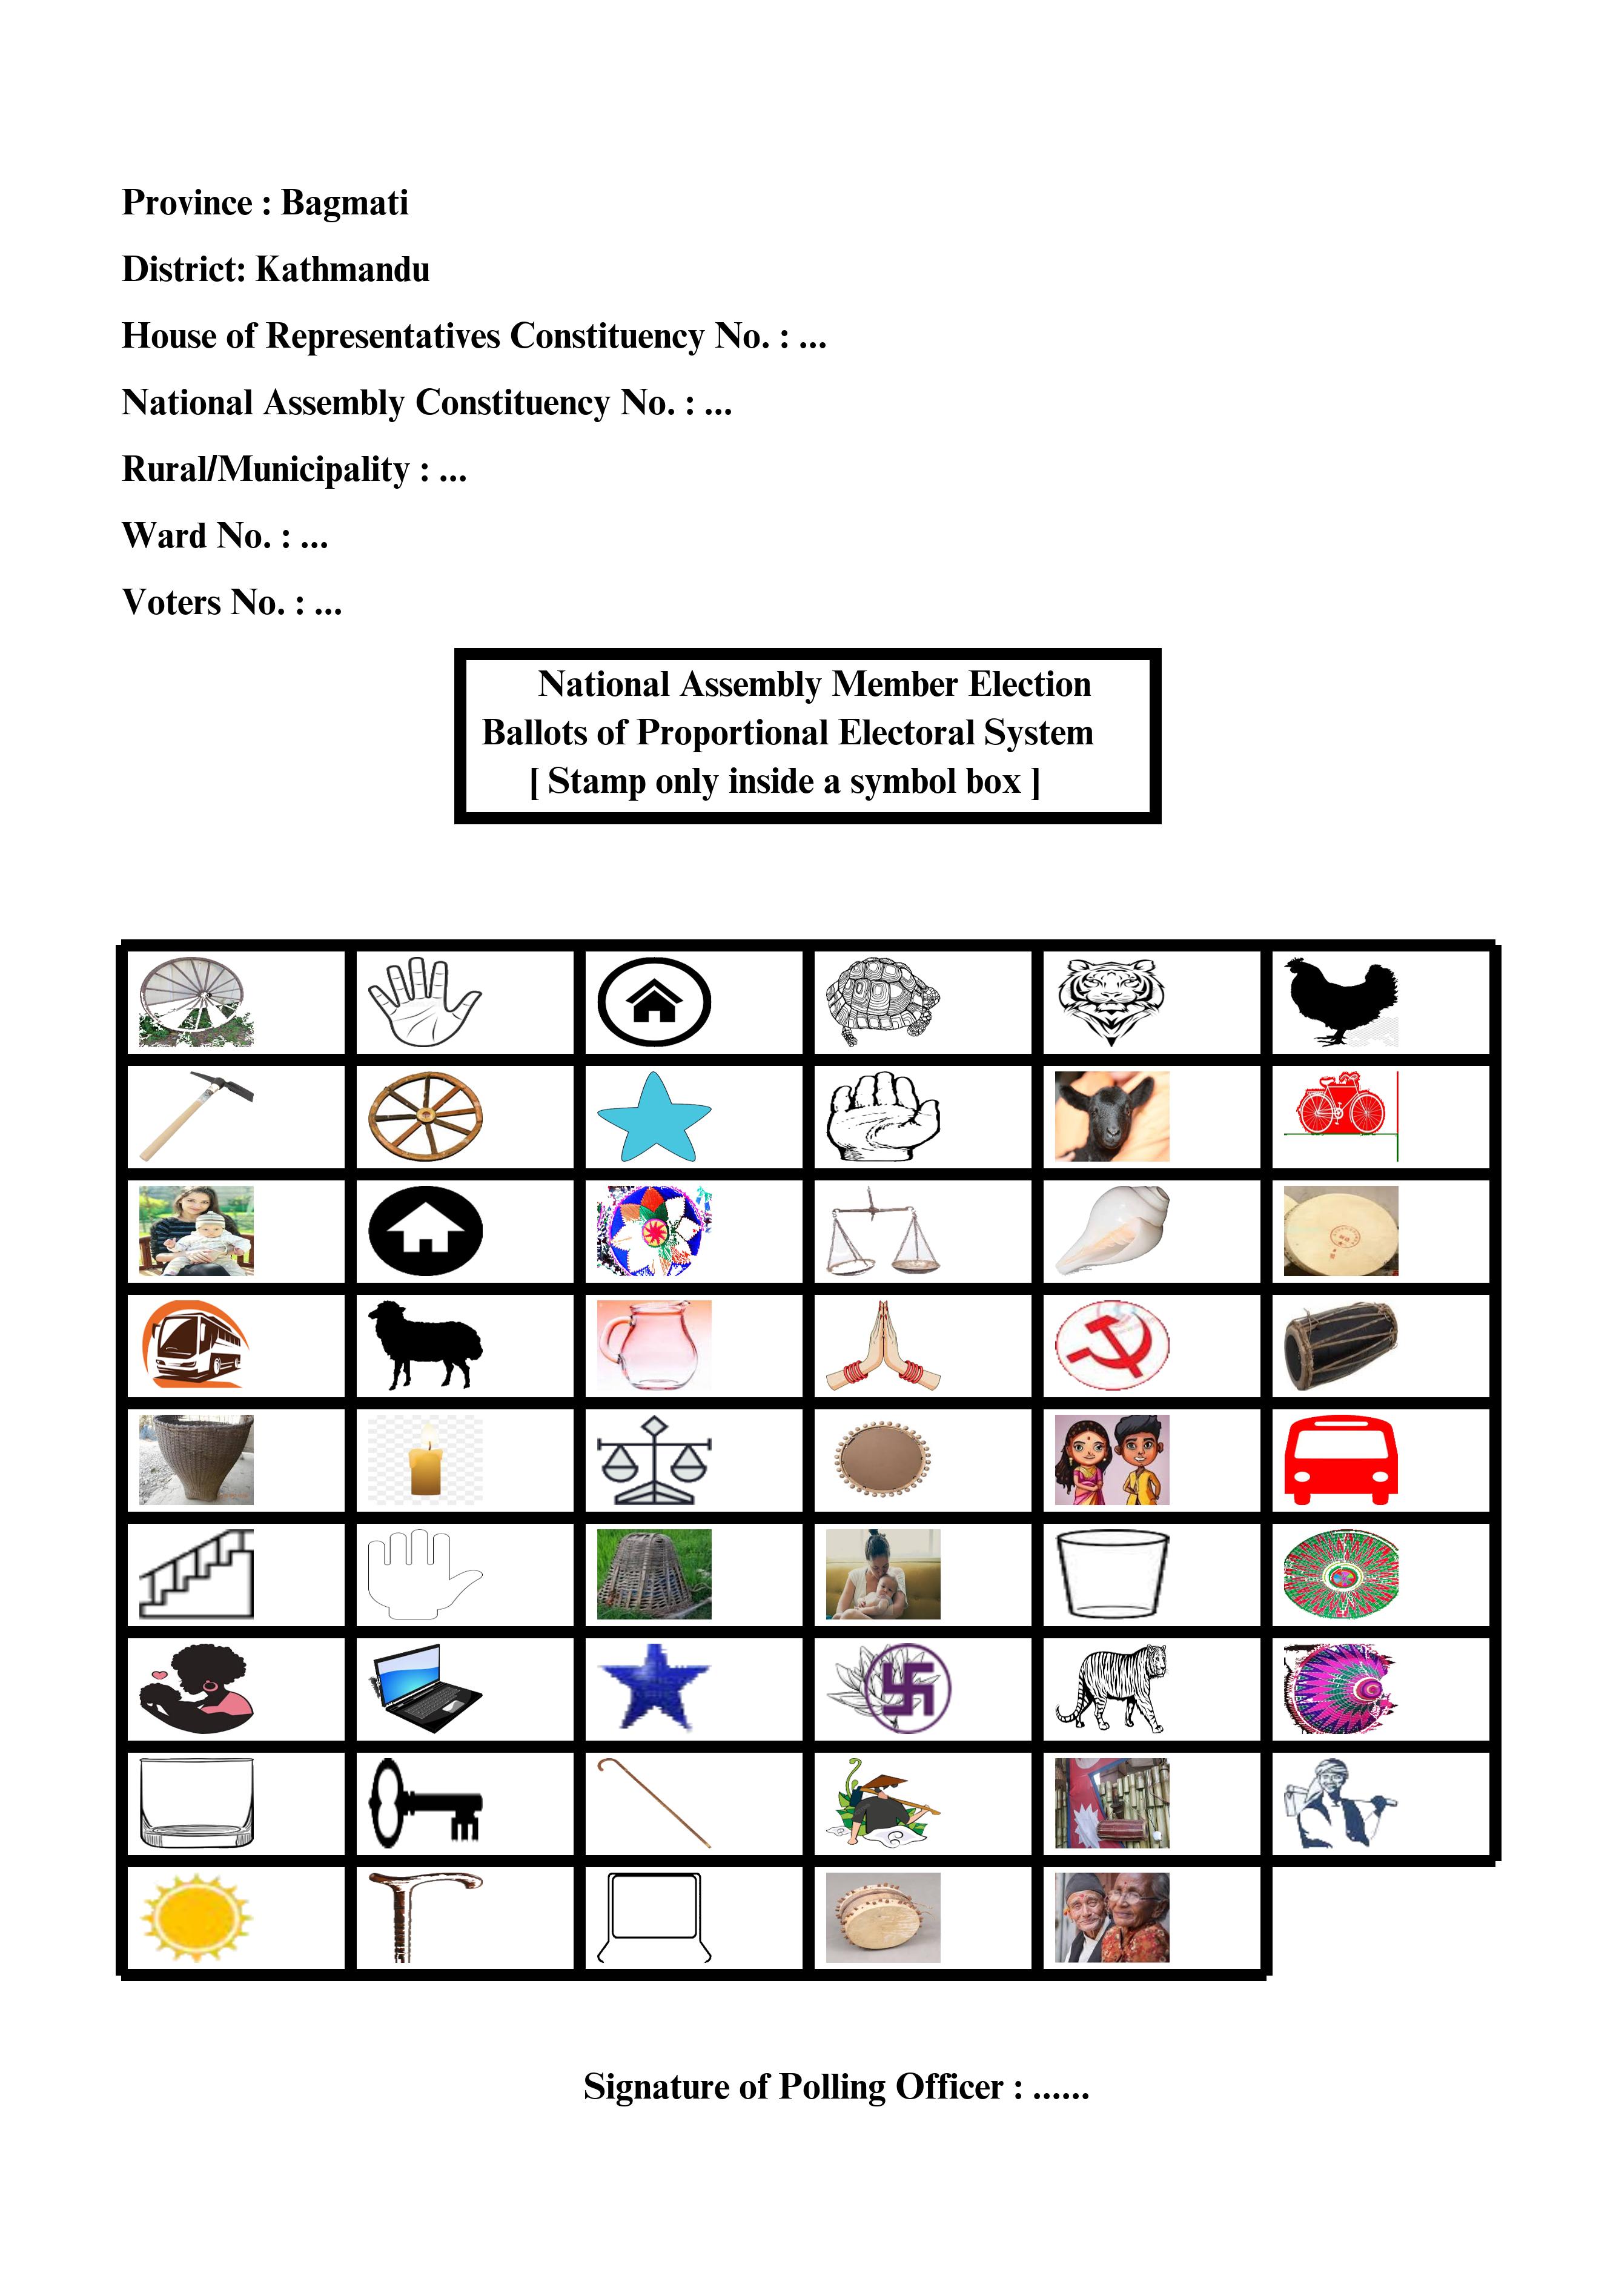 Province : Bagmati
District: Kathmandu
House of Representatives Constituency No. : ...
National Assembly Constituency No. : ...
Rural/Municipality : ...
Ward No. : ...
Voters No. : ...
National Assembly Member Election
Ballots of Proportional Electoral System
[ Stamp only inside a symbol box ]
Signature of Polling Officer : ......